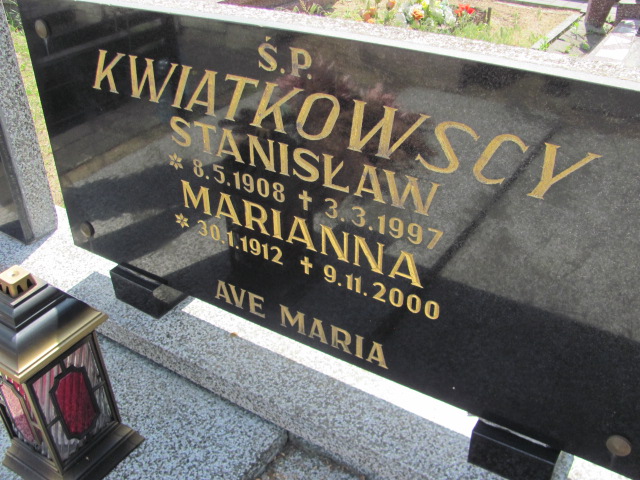 Ś.P.
KWIATKOWSCY
STANISŁAW
* 8.5.1908 + 3.3.1997
MARIANNA
* 30.1.1912 + 9.11.2000
AVE MARIA